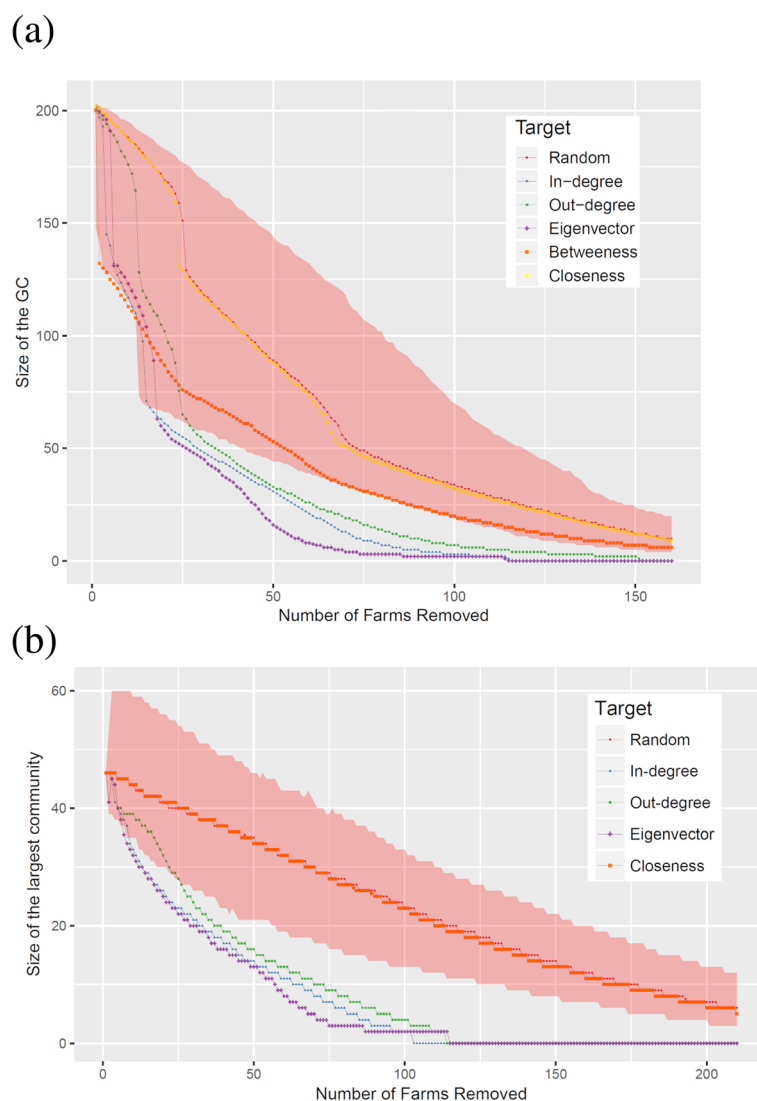 (a)
200
150
100
50
0
Size of the GC
Target
Random
In−degree
Out−degree
Eigenvector
Betweeness
Closeness
0 50 100 150
Number of Farms Removed
(b)
60
40
20
0
Size of the largest community
Target
Random
In-degree
Out-degree
Eigenvector
Closeness
0 50 100 150 200
Number of Farms Removed